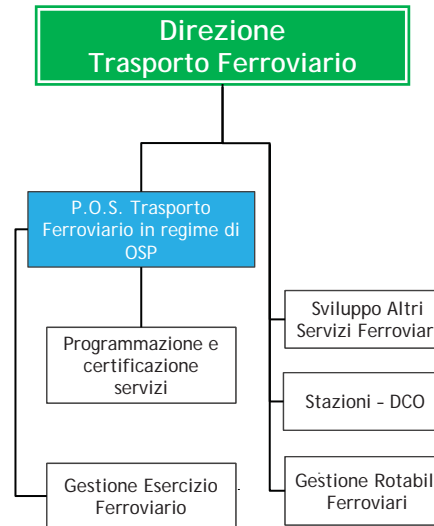 Direzione
Trasporto Ferroviario
P.O.S. Trasporto
Ferroviario in regime di
OSP
Sviluppo Altri
Servizi Ferroviar
Programmazione e
certificazione
servizi
Stazioni - DCO
Gestione Esercizio
Ferroviario
Gestione Rotabil
Ferroviari